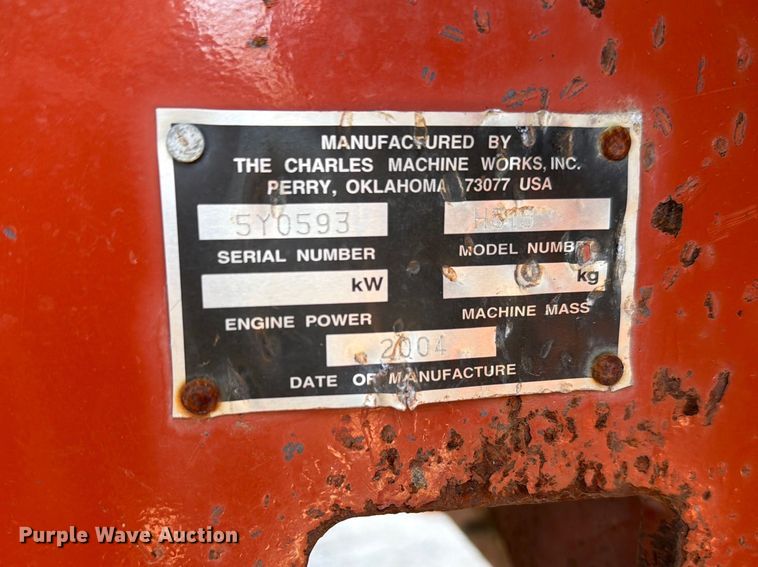 MANUFACTURED BY
THE CHARLES MACHINE WORKS, INC.
PERRY, OKLAHOMA 73077 USA
5Y0593
SERIAL NUMBER
MODEL NUMBER
kW
kg
ENGINE POWER
MACHINE MASS
2004
DATE OF MANUFACTURE
Purple Wave Auction